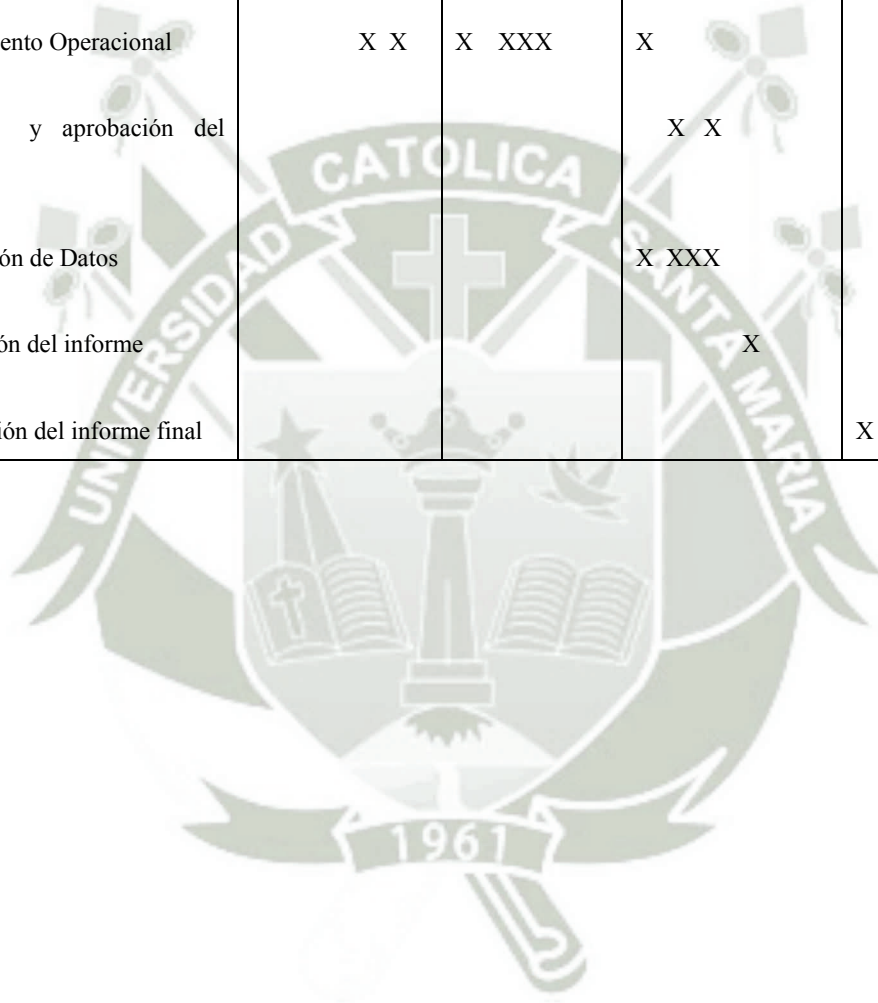 ento Operacional X X X XXX X
y aprobación del X X
ón de Datos X XXX
ón del informe X
ión del informe final X
UNIVERSIDAD CATOLICA SANTA MARIA
1961